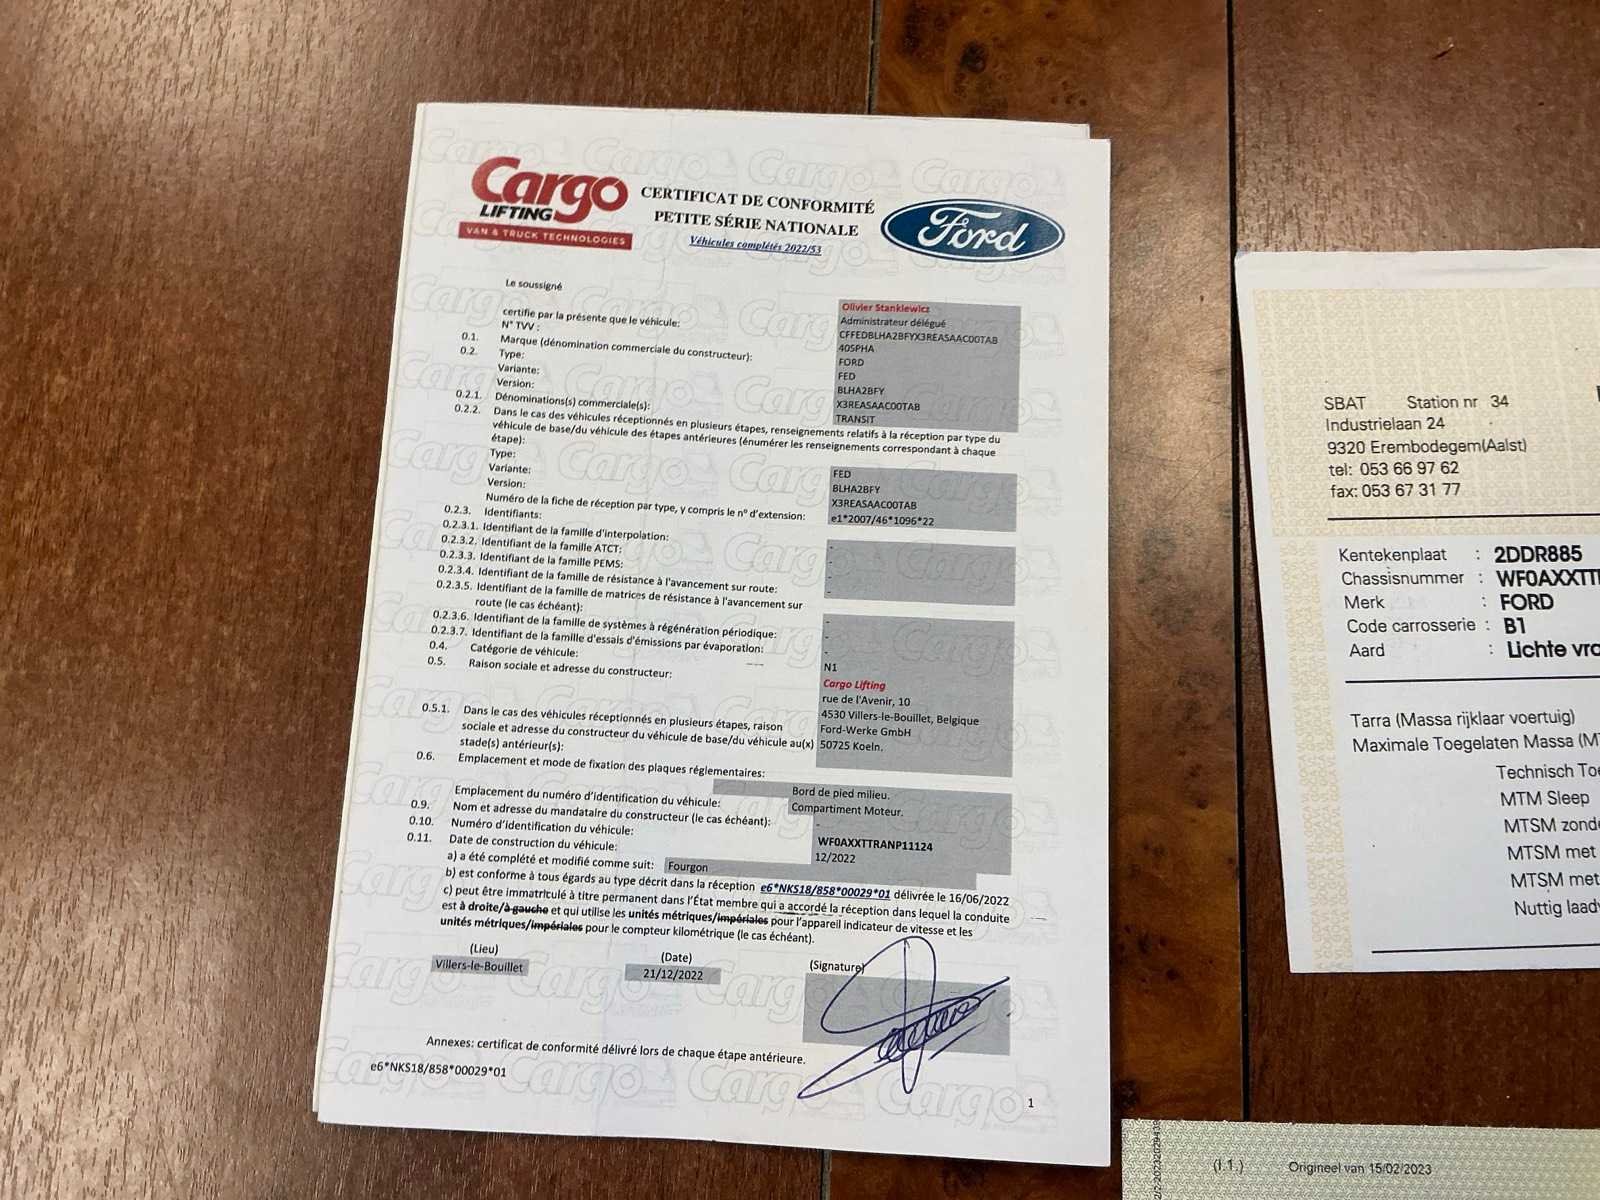 Cargo
LIFTING
VAN & TRUCK TECHNOLOGIES
CERTIFICAT DE CONFORMITÉ
PETITE SÉRIE NATIONALE
Véhicules complétés 2022/53
Ford
Le soussigné
Olivier Stankiewicz
Administrateur délégué
certifie par la présente que le véhicule:
N° TVV :
CFFEDBLHA2BFYX3REASAAC00TAB
405PHA
0.1. Marque (dénomination commerciale du constructeur):
FORD
0.2. Type:
FED
Variante:
BLHA2BFY
Version:
X3REASAAC00TAB
0.2.1. Dénominations(s) commerciale(s):
TRANSIT
0.2.2. Dans le cas des véhicules réceptionnés en plusieurs étapes, renseignements relatifs à la réception par type du
véhicule de base/du véhicule des étapes antérieures (énumérer les renseignements correspondant à chaque
étape):
Type:
FED
Variante:
BLHA2BFY
Version:
X3REASAAC00TAB
Numéro de la fiche de réception par type, y compris le n° d'extension:
e1*2007/46*1096*22
0.2.3. Identifiants:
0.2.3.1. Identifiant de la famille d'interpolation:
-
0.2.3.2. Identifiant de la famille ATCT:
-
0.2.3.3. Identifiant de la famille PEMS:
-
0.2.3.4. Identifiant de la famille de résistance à l'avancement sur route:
-
0.2.3.5. Identifiant de la famille de matrices de résistance à l'avancement sur
route (le cas échéant):
-
0.2.3.6. Identifiant de la famille de systèmes à régénération périodique:
-
0.2.3.7. Identifiant de la famille d'essais d'émissions par évaporation:
-
0.4. Catégorie de véhicule:
N1
0.5. Raison sociale et adresse du constructeur:
Cargo Lifting
rue de l'Avenir, 10
4530 Villers-le-Bouillet, Belgique
0.5.1. Dans le cas des véhicules réceptionnés en plusieurs étapes, raison
sociale et adresse du constructeur du véhicule de base/du véhicule au(x)
stade(s) antérieur(s):
Ford-Werke GmbH
50725 Koeln.
0.6. Emplacement et mode de fixation des plaques réglementaires:
Bord de pied milieu.
Emplacement du numéro d'identification du véhicule:
Compartiment Moteur.
0.9. Nom et adresse du mandataire du constructeur (le cas échéant):
-
0.10. Numéro d'identification du véhicule:
WF0AXXTTRANP11124
0.11. Date de construction du véhicule:
12/2022
a) a été complété et modifié comme suit: Fourgon
b) est conforme à tous égards au type décrit dans la réception e6*NKS18/858*00029*01 délivrée le 16/06/2022
c) peut être immatriculé à titre permanent dans l'État membre qui a accordé la réception dans lequel la conduite
est à droite/à gauche et qui utilise les unités métriques/impériales pour l'appareil indicateur de vitesse et les
unités métriques/impériales pour le compteur kilométrique (le cas échéant).
(Lieu) (Date) (Signature)
Villers-le-Bouillet 21/12/2022
Annexes: certificat de conformité délivré lors de chaque étape antérieure.
e6*NKS18/858*00029*01
1
SBAT Station nr 34
Industrielaan 24
9320 Erembodegem(Aalst)
tel: 053 66 97 62
fax: 053 67 31 77
Kentekenplaat : 2DDR885
Chassisnummer : WF0AXXTT
Merk : FORD
Code carrosserie : B1
Aard : Lichte
Tarra (Massa rijklaar voertuig)
Maximale Toegelaten Massa
Technisch
MTM Sleep
MTSM
MTSM met
MTSM met
Nuttig
(I.1.) Origineel van 15/02/2023